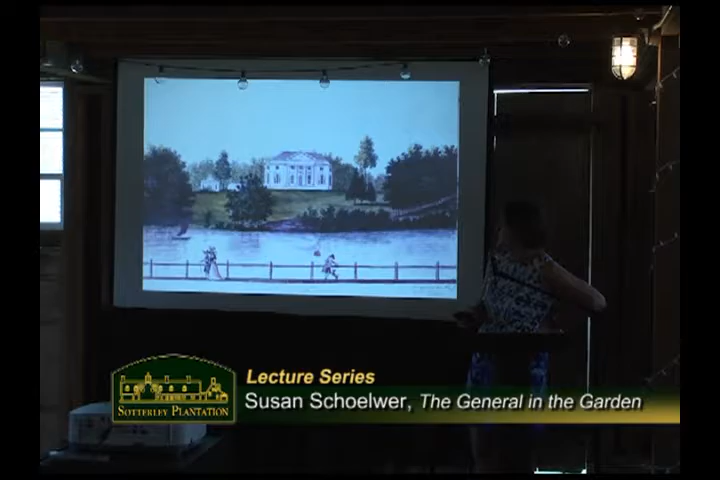 Lecture Series
SOTTERLEY PLANTATION
Susan Schoelwer, The General in the Garden